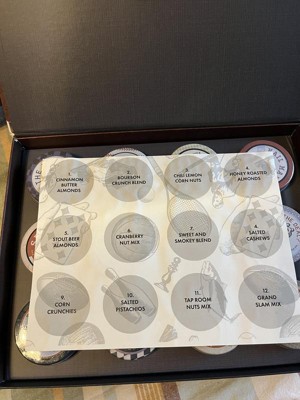 1.
CINNAMON
BUTTER
ALMONDS
2.
BOURBON
CRUNCH BLEND
3.
CHILI LEMON
CORN NUTS
4.
HONEY ROASTED
ALMONDS
5.
STOUT BEER
ALMONDS
6.
CRANBERRY
NUT MIX
7.
SWEET AND
SMOKEY BLEND
8.
SALTED
CASHEWS
9.
CORN
CRUNCHIES
10.
SALTED
PISTACHIOS
11.
TAP ROOM
NUTS MIX
12.
GRAND
SLAM MIX